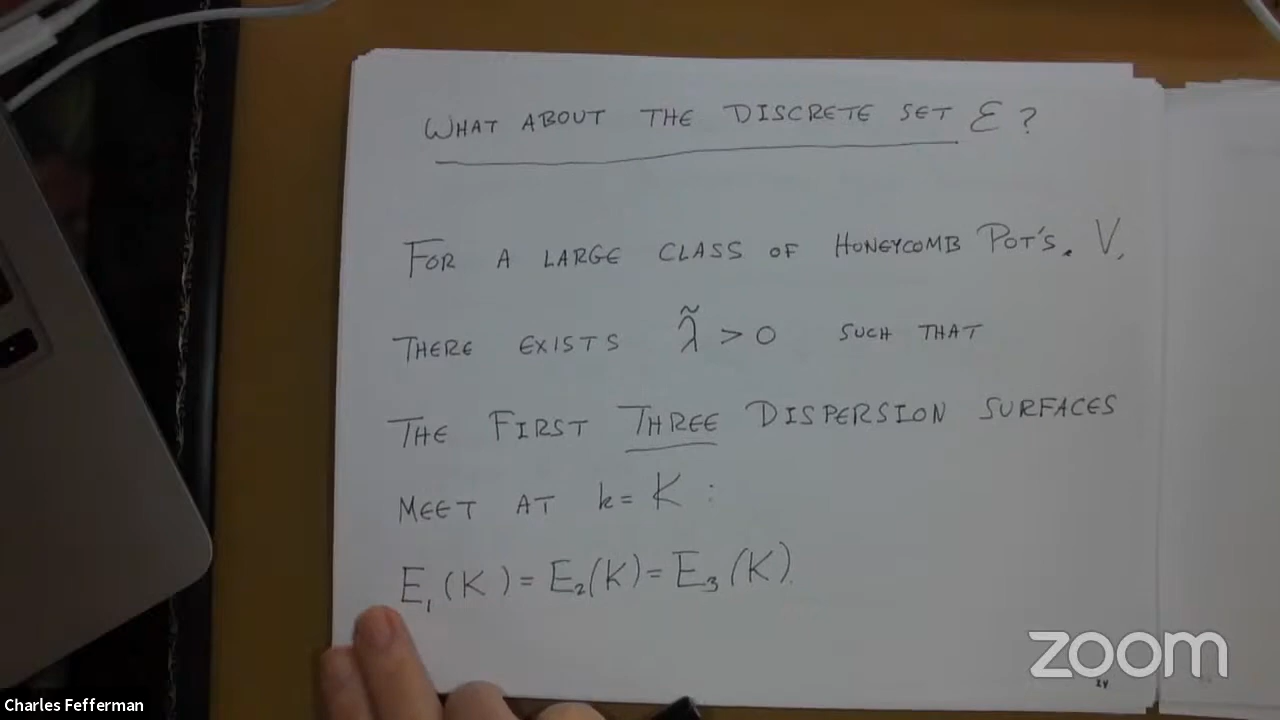 WHAT ABOUT THE DISCRETE SET ℰ?
FOR A LARGE CLASS OF HONEYCOMB POT'S. V,
THERE EXISTS λ̃ > 0 SUCH THAT
THE FIRST THREE DISPERSION SURFACES
MEET AT k = K :
E₁(K) = E₂(K) = E₃(K).
zoom
Charles Fefferman